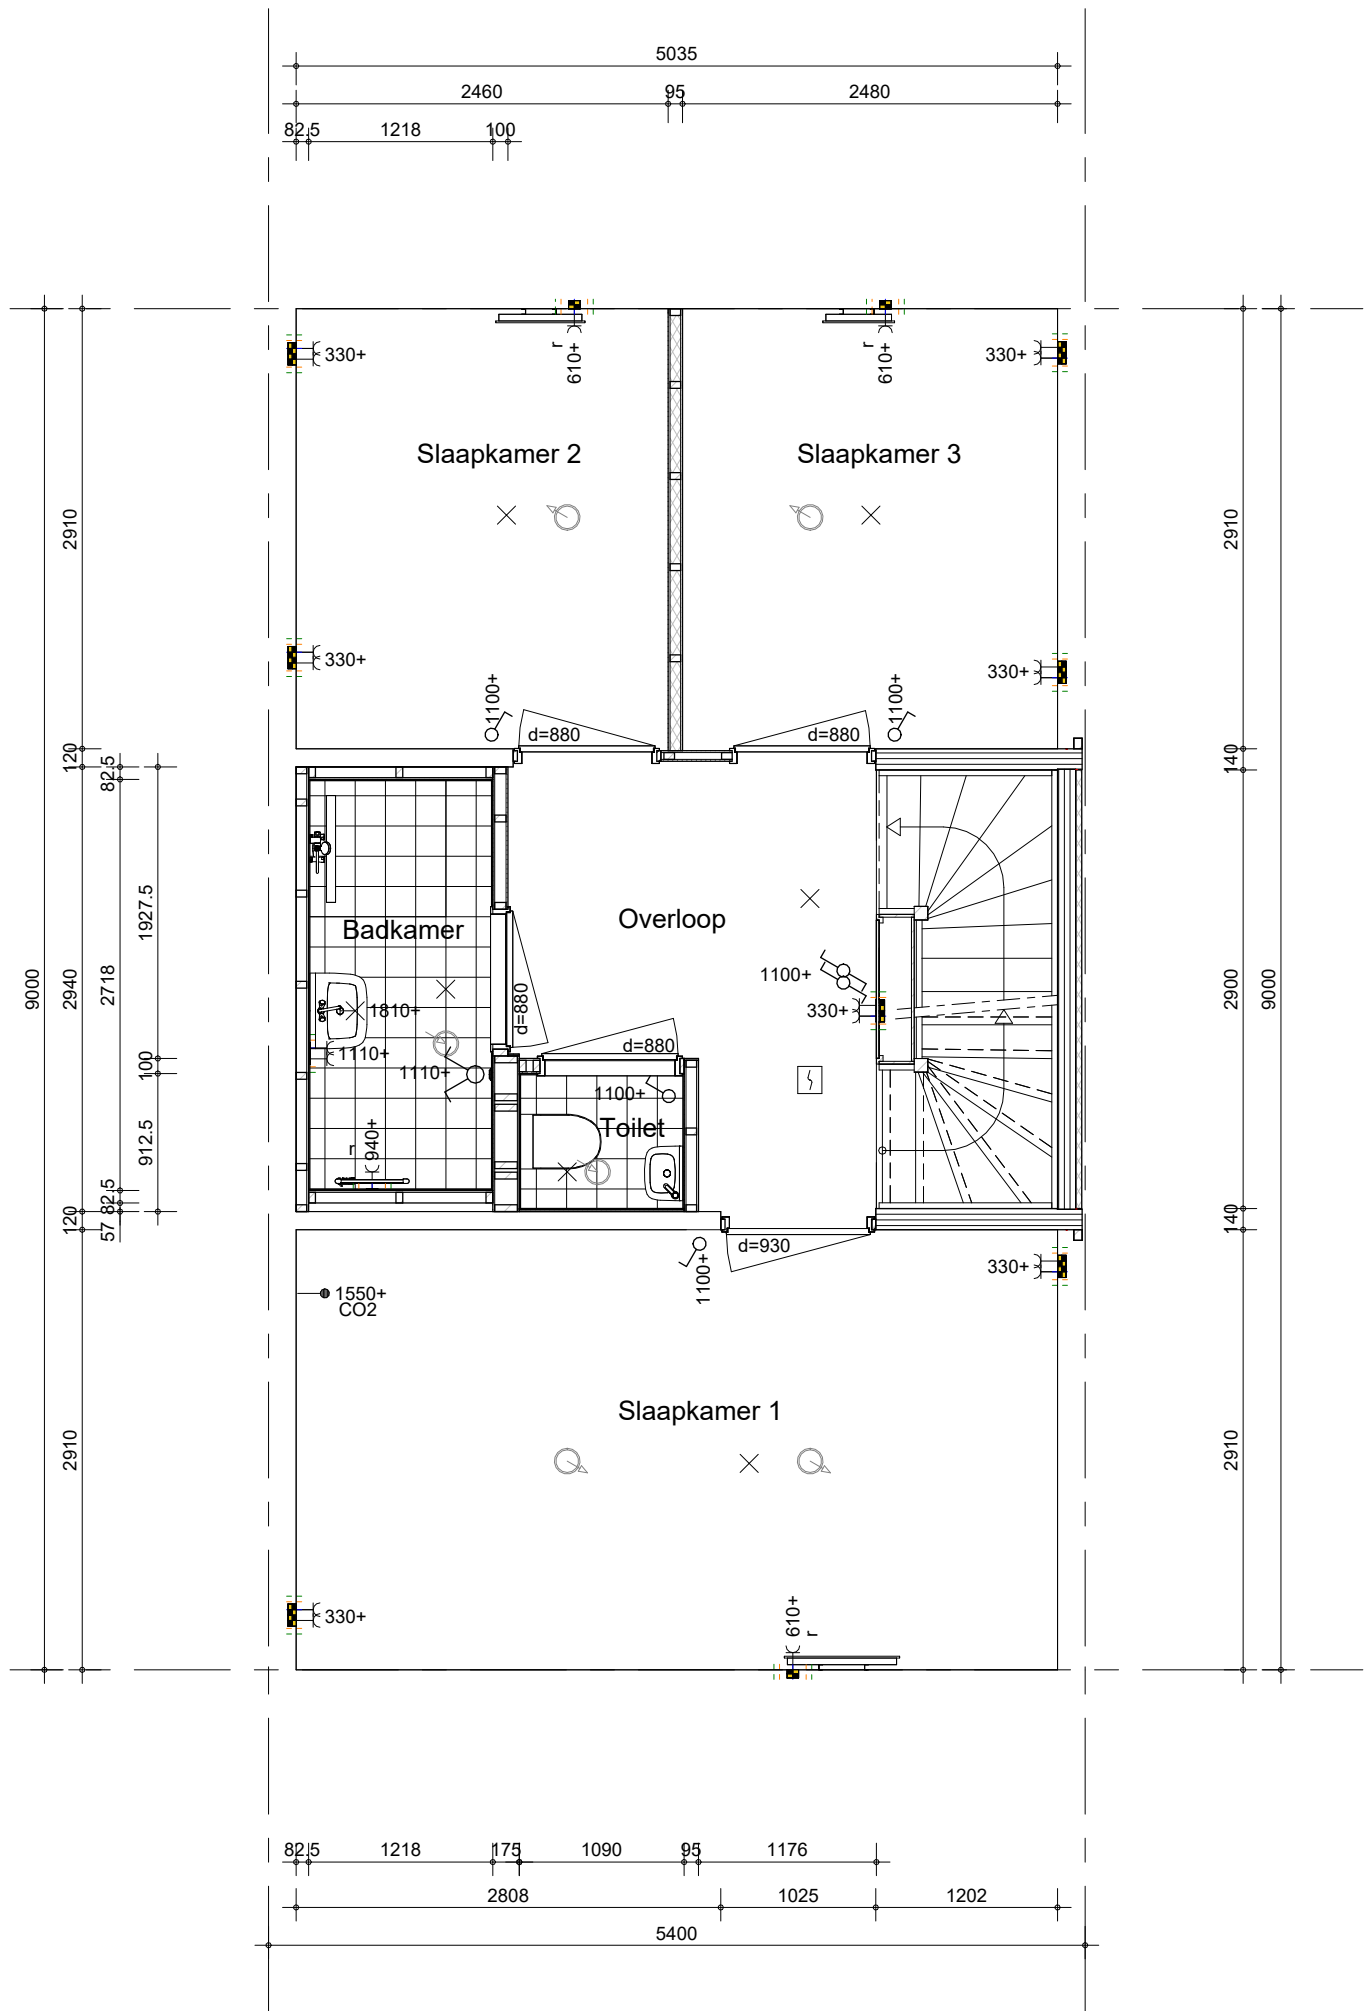 5035
2460 95 2480
82.5 1218 100
330+
r
610+
r
610+
330+
Slaapkamer 2
Slaapkamer 3
2910
2910
330+
330+
1100+
1100+
d=880
d=880
120
82.5
140
1927.5
Badkamer
Overloop
9000
2940
2718
1100+
330+
2900
9000
1810+
d=880
1110+
d=880
1110+
100
1100+
Toilet
912.5
r
940+
82.5
120
57
140
d=930
1100+
330+
1550+
CO2
Slaapkamer 1
2910
2910
330+
610+
r
82.5 1218 175 1090 95 1176
2808 1025 1202
5400